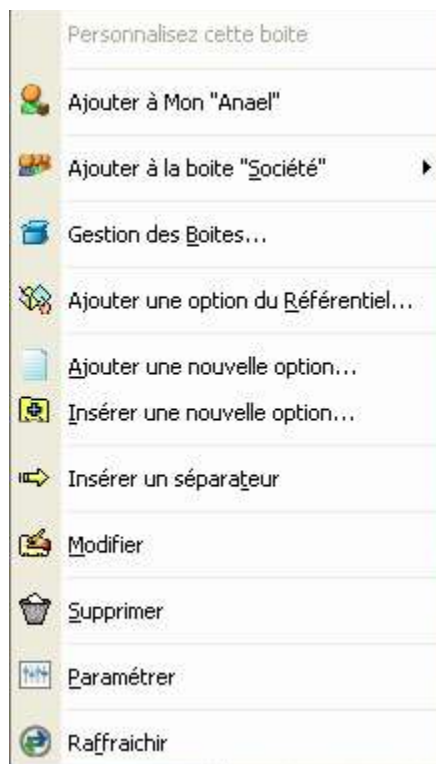 Personnalisez cette boite
Ajouter à Mon "Anael"
Ajouter à la boite "Société"
Gestion des Boites...
Ajouter une option du Référentiel...
Ajouter une nouvelle option...
Insérer une nouvelle option...
Insérer un séparateur
Modifier
Supprimer
Paramétrer
Raffraichir